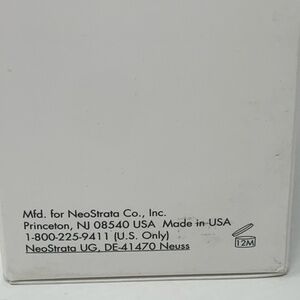 Mfd. for NeoStrata Co., Inc.
Princeton, NJ 08540 USA Made in USA
1-800-225-9411 (U.S. Only)
NeoStrata UG, DE-41470 Neuss
12M